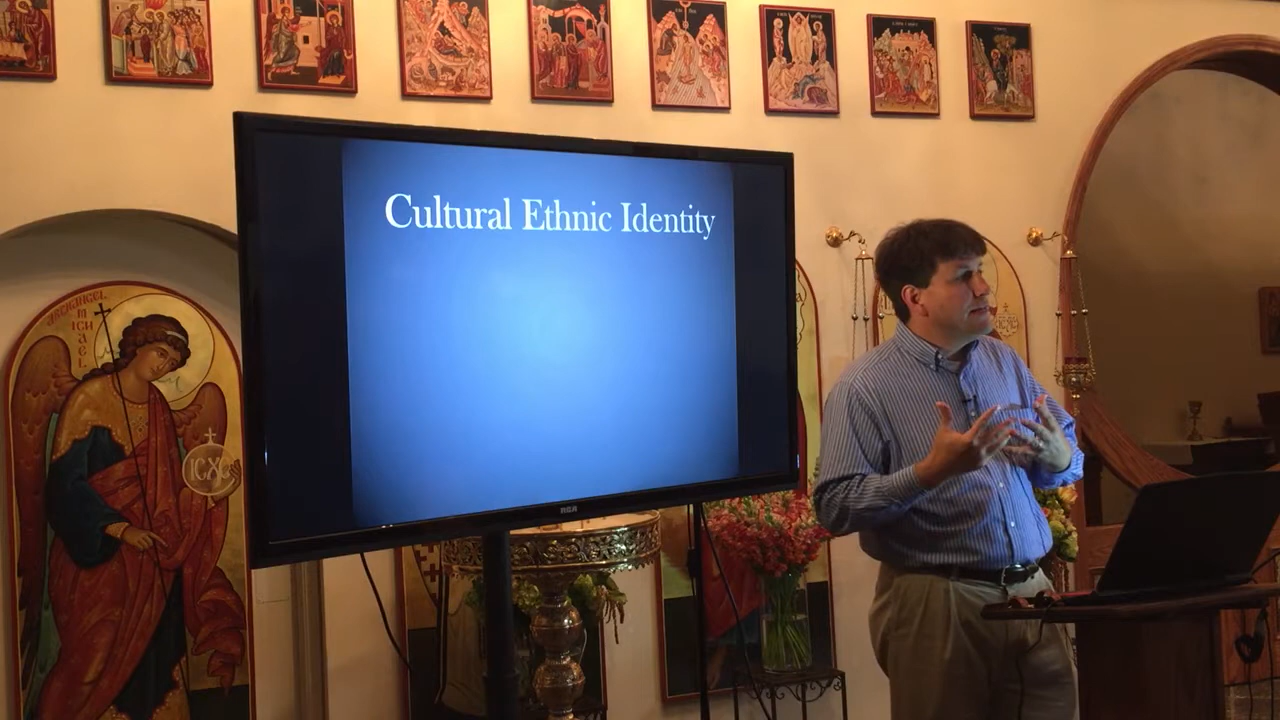 Cultural Ethnic Identity
RCA
ARCHANGEL
MICHAEL
IC XC